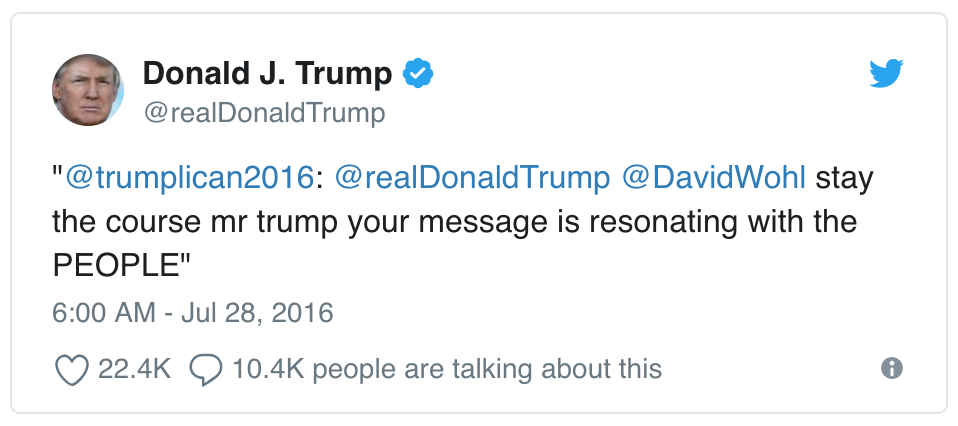 Donald J. Trump
@realDonaldTrump
"@trumplican2016: @realDonaldTrump @DavidWohl stay
the course mr trump your message is resonating with the
PEOPLE"
6:00 AM - Jul 28, 2016
22.4K 10.4K people are talking about this